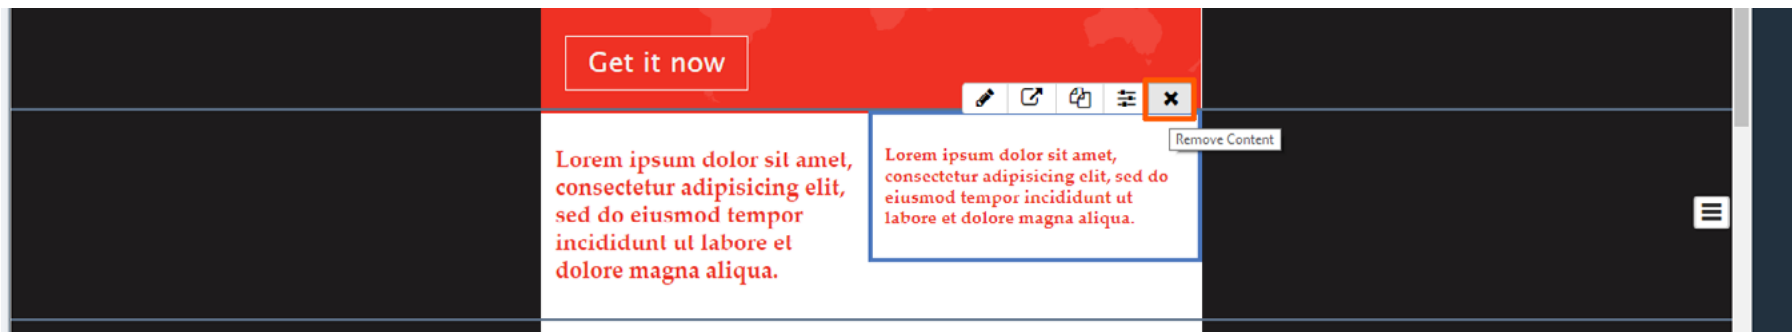 Get it now
Remove Content
Lorem ipsum dolor sit amet,
consectetur adipisicing elit,
sed do eiusmod tempor
incididunt ut labore et
dolore magna aliqua.
Lorem ipsum dolor sit amet,
consectetur adipisicing elit, sed do
eiusmod tempor incididunt ut
labore et dolore magna aliqua.